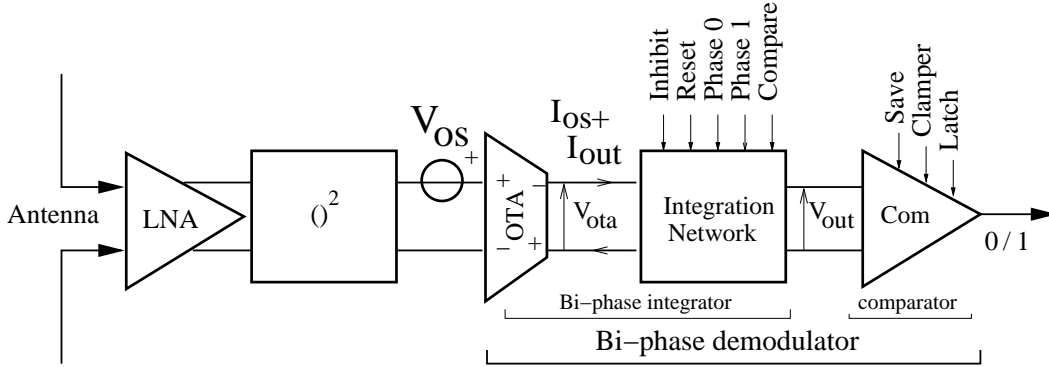 Inhibit
Reset
Phase 0
Phase 1
Compare
Save
Clamper
Latch
Antenna
LNA
()²
V_os
+
+
−
OTA
−
+
I_os+
I_out
V_ota
Integration
Network
V_out
Com
0 / 1
Bi−phase integrator
comparator
Bi−phase demodulator